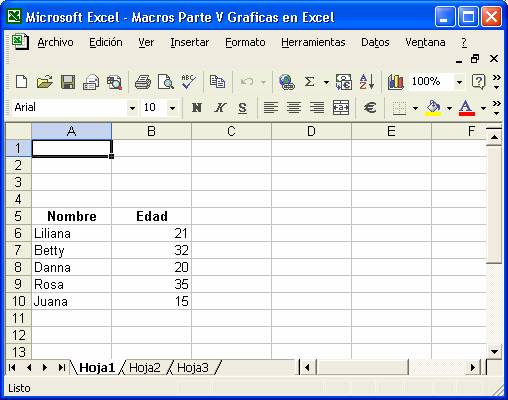 Microsoft Excel - Macros Parte V Graficas en Excel
Archivo Edición Ver Insertar Formato Herramientas Datos Ventana ?
Σ 100% ?
Arial 10 N K S € A
A B C D E F
1
2
3
4
5 Nombre Edad
6 Liliana 21
7 Betty 32
8 Danna 20
9 Rosa 35
10 Juana 15
11
12
13
Hoja1 Hoja2 Hoja3
Listo